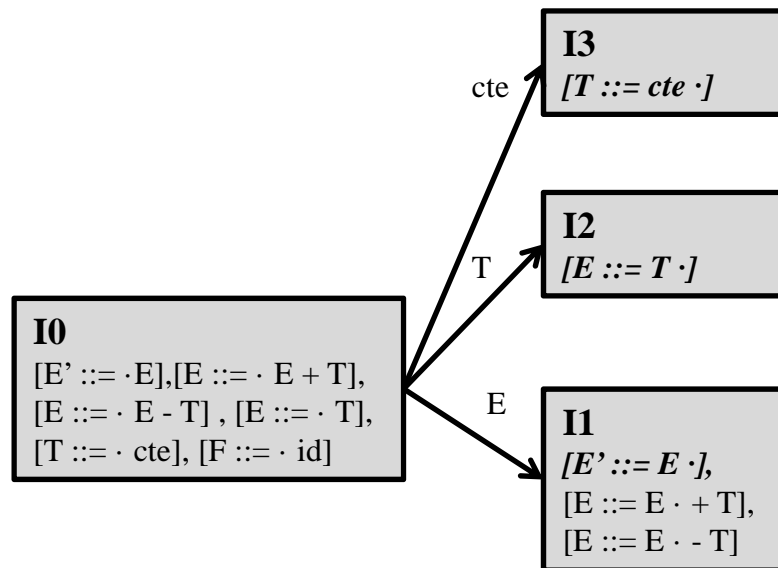 I3
[T ::= cte ·]
cte
I2
[E ::= T ·]
T
I0
[E’ ::= ·E],[E ::= · E + T],
[E ::= · E - T] , [E ::= · T],
[T ::= · cte], [F ::= · id]
E
I1
[E’ ::= E ·],
[E ::= E · + T],
[E ::= E · - T]